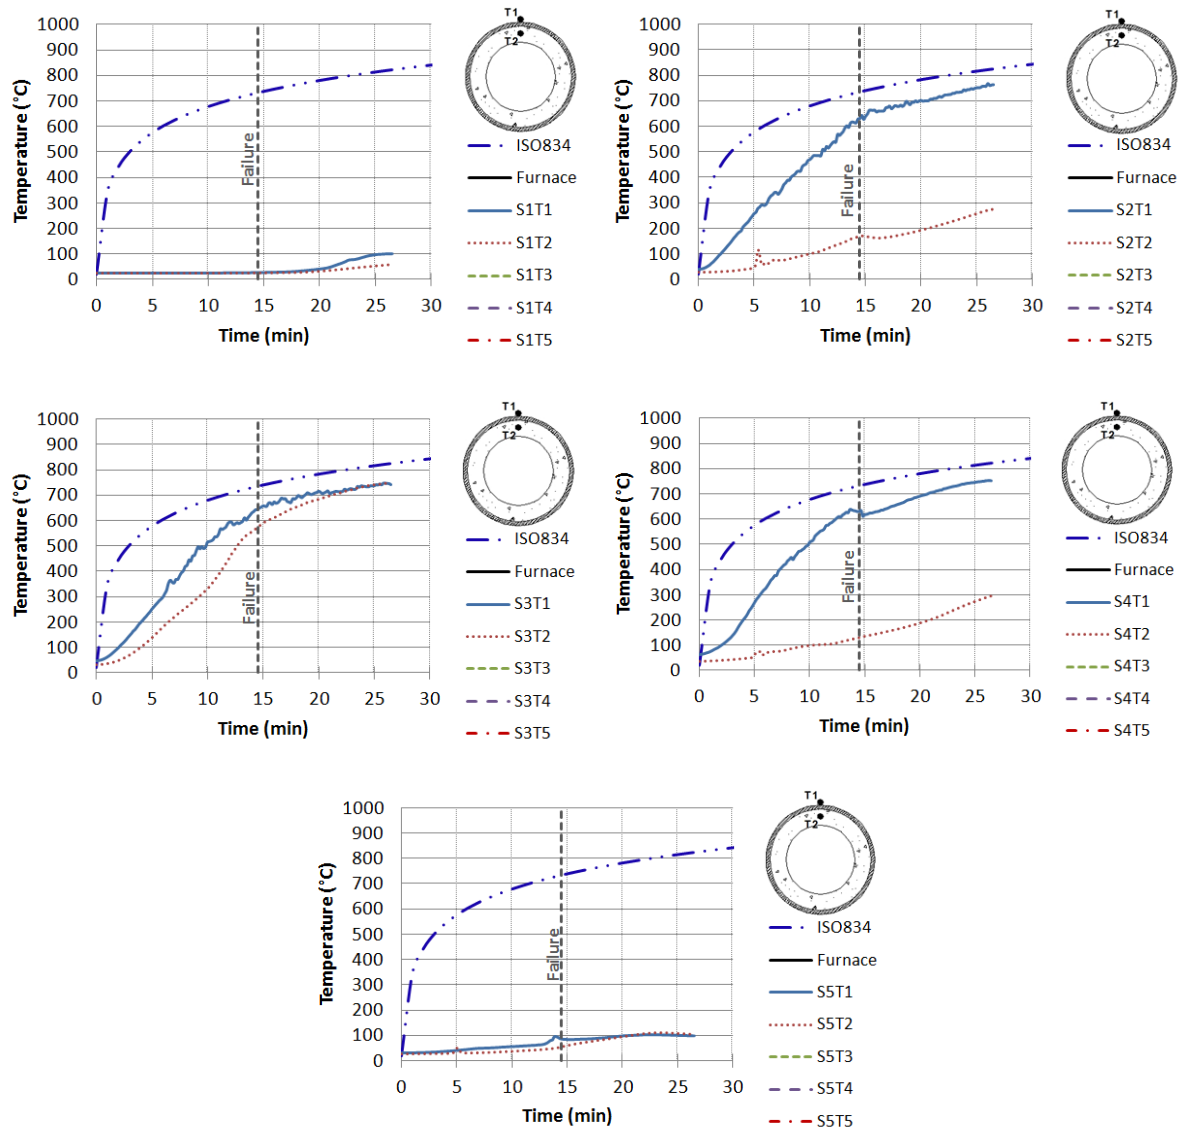 1000
900
800
700
600
500
400
300
200
100
0
Temperature (°C)
Failure
0 5 10 15 20 25 30
Time (min)
T1
T2
ISO834
Furnace
S1T1
S1T2
S1T3
S1T4
S1T5
1000
900
800
700
600
500
400
300
200
100
0
Temperature (°C)
Failure
0 5 10 15 20 25 30
Time (min)
T1
T2
ISO834
Furnace
S2T1
S2T2
S2T3
S2T4
S2T5
1000
900
800
700
600
500
400
300
200
100
0
Temperature (°C)
Failure
0 5 10 15 20 25 30
Time (min)
T1
T2
ISO834
Furnace
S3T1
S3T2
S3T3
S3T4
S3T5
1000
900
800
700
600
500
400
300
200
100
0
Temperature (°C)
Failure
0 5 10 15 20 25 30
Time (min)
T1
T2
ISO834
Furnace
S4T1
S4T2
S4T3
S4T4
S4T5
1000
900
800
700
600
500
400
300
200
100
0
Temperature (°C)
Failure
0 5 10 15 20 25 30
Time (min)
T1
T2
ISO834
Furnace
S5T1
S5T2
S5T3
S5T4
S5T5